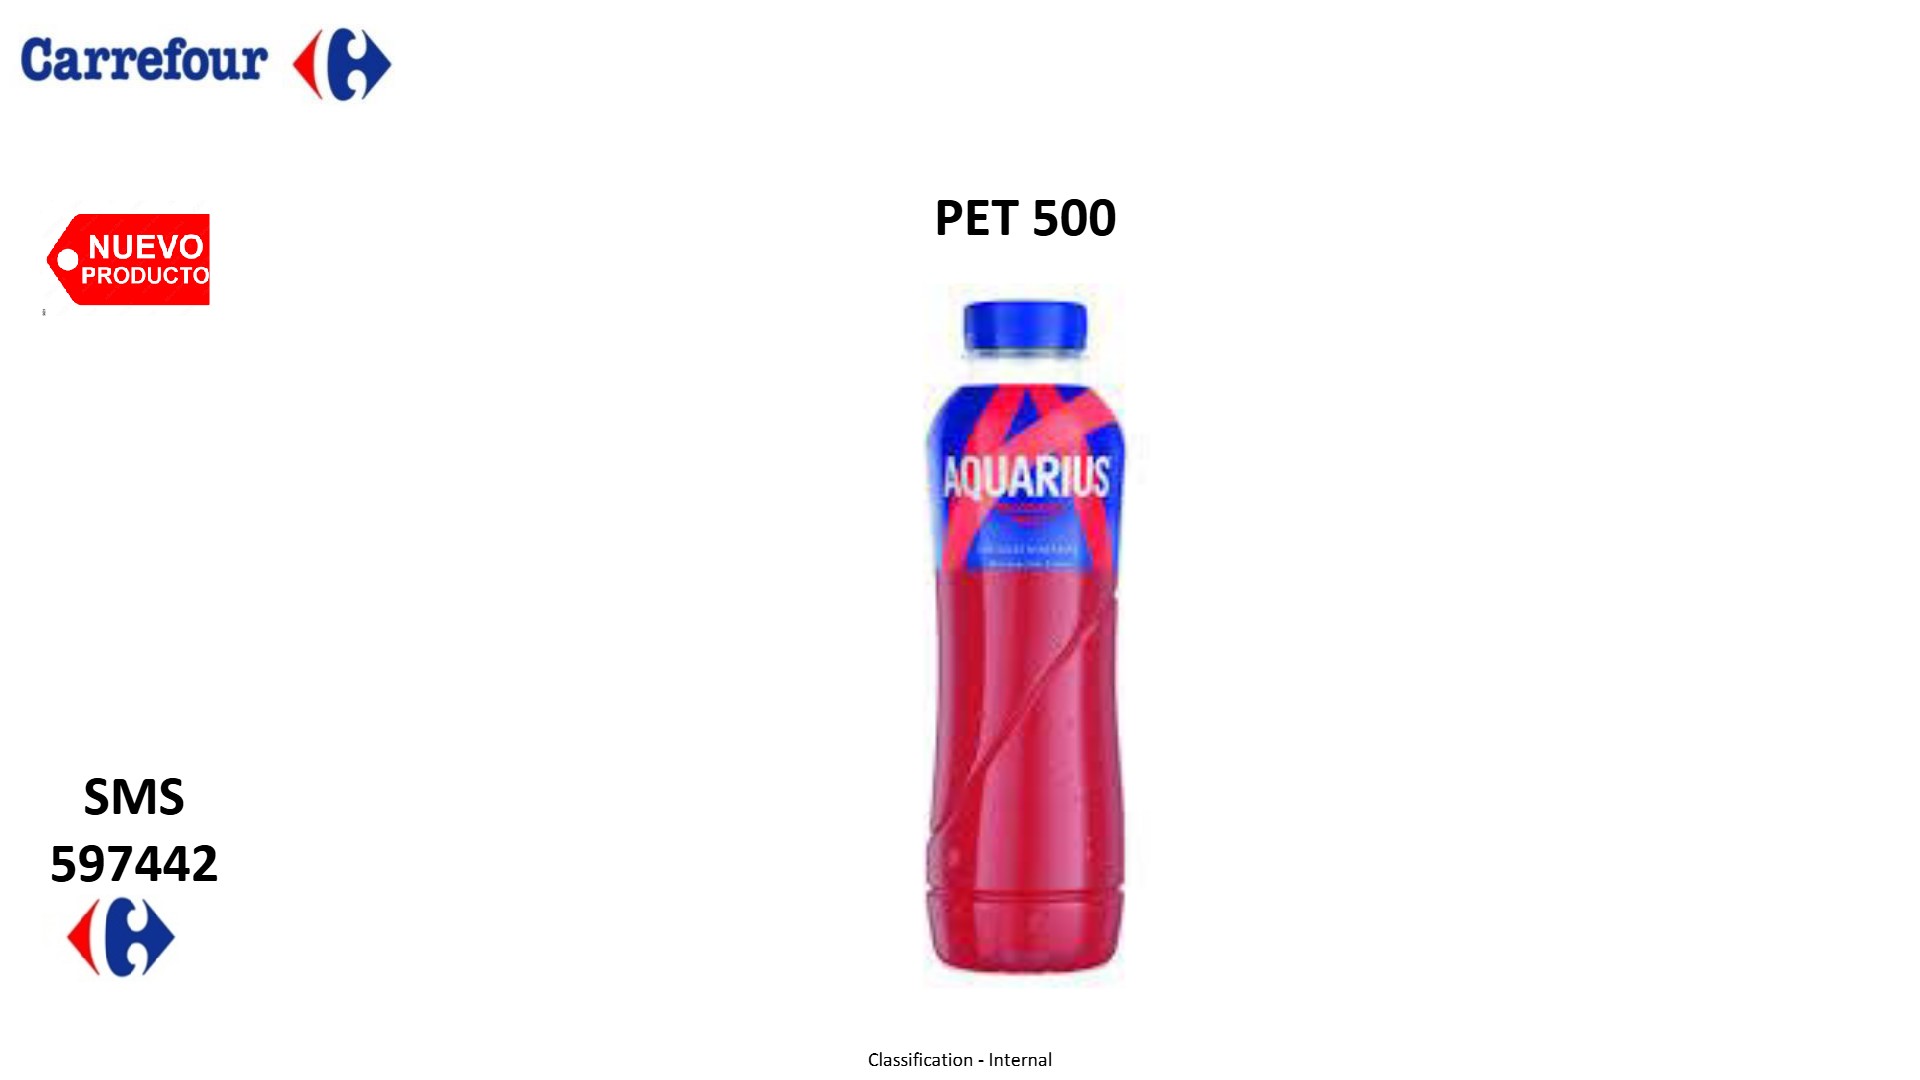 Carrefour
PET 500
NUEVO
PRODUCTO
AQUARIUS
SMS
597442
Classification - Internal